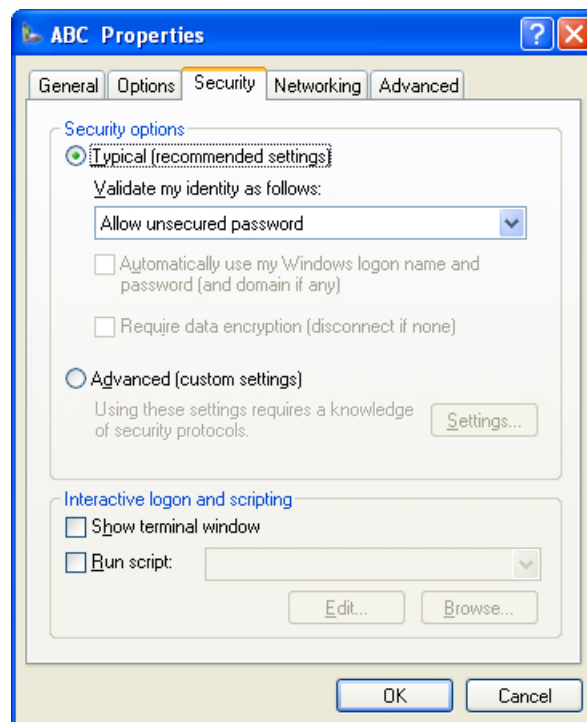 ABC Properties
General Options Security Networking Advanced
Security options
Typical (recommended settings)
Validate my identity as follows:
Allow unsecured password
Automatically use my Windows logon name and
password (and domain if any)
Require data encryption (disconnect if none)
Advanced (custom settings)
Using these settings requires a knowledge
of security protocols.
Settings...
Interactive logon and scripting
Show terminal window
Run script:
Edit... Browse...
OK Cancel